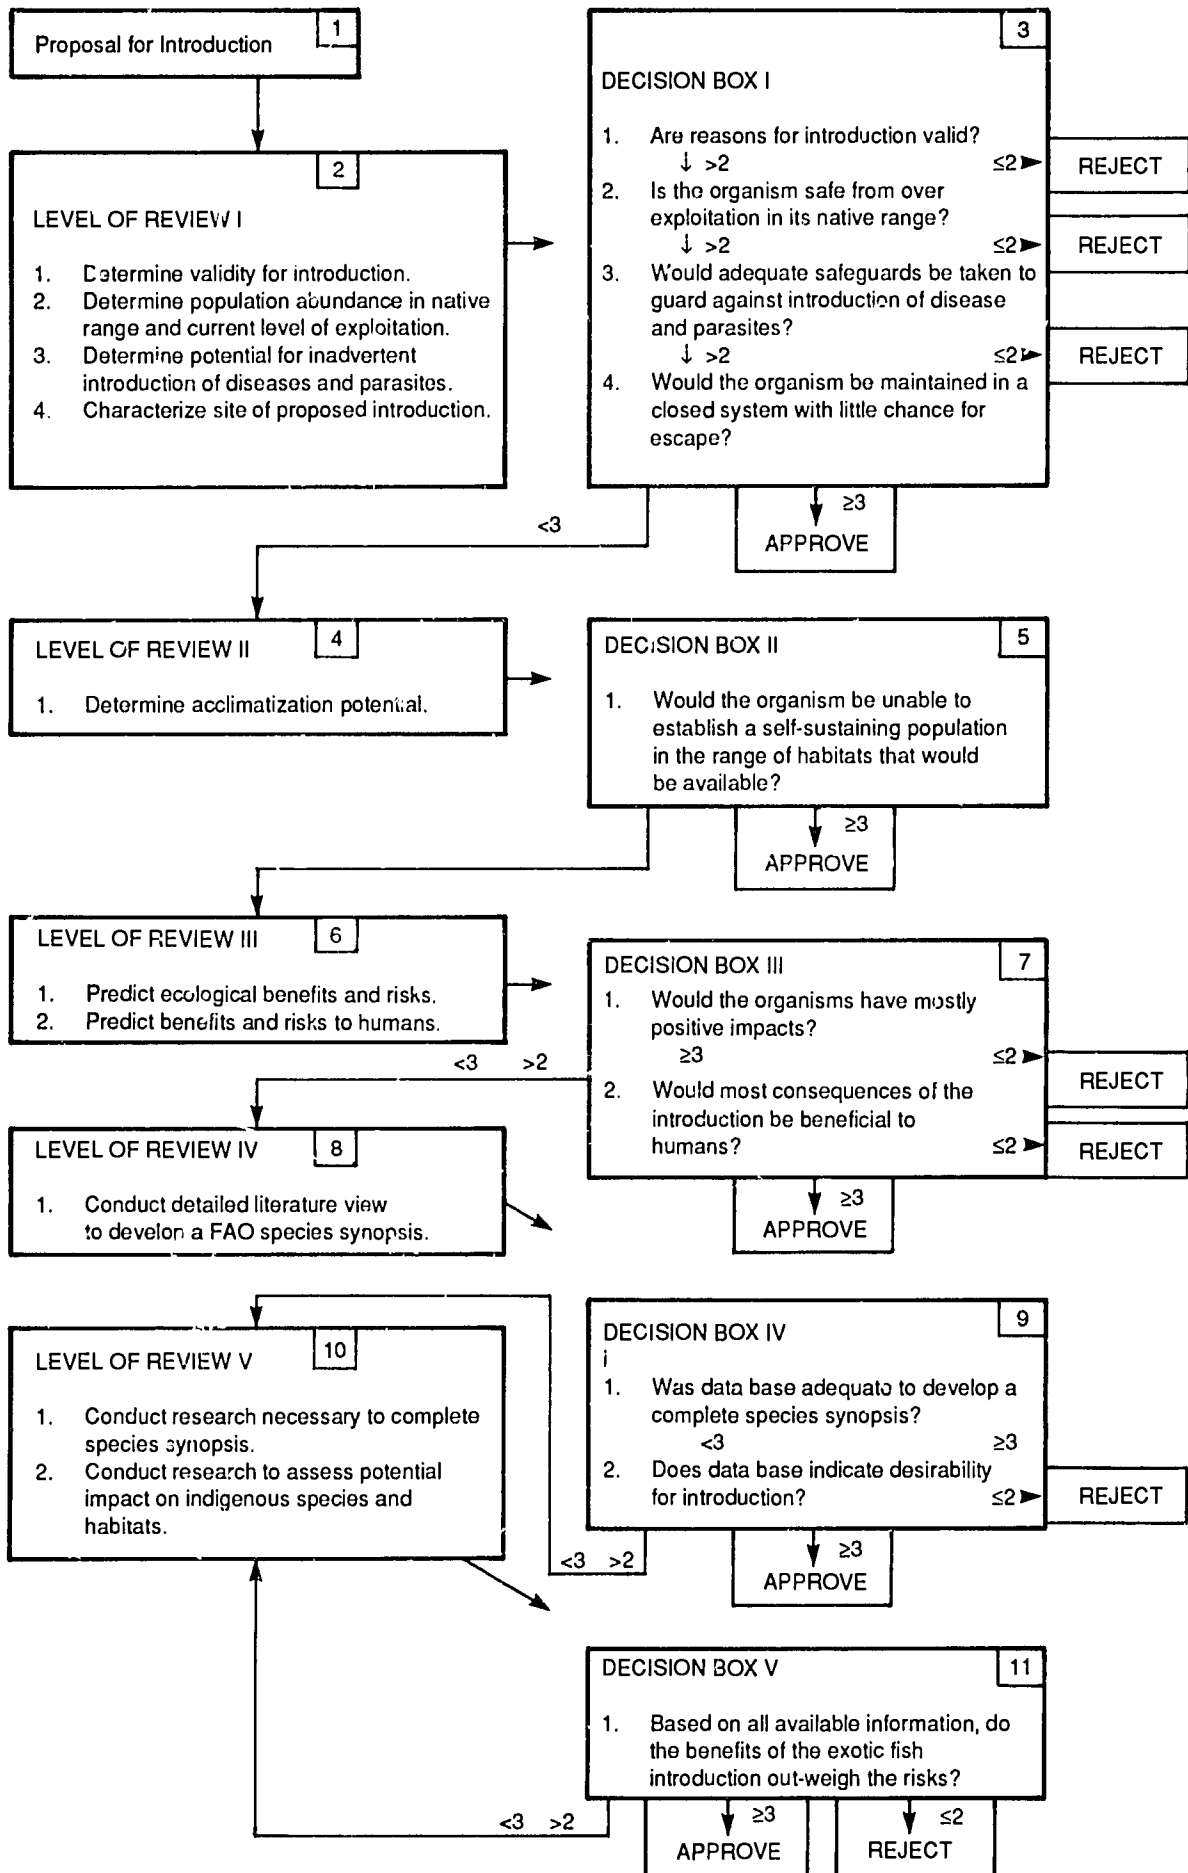 1
Proposal for Introduction
2
LEVEL OF REVIEW I
1. Determine validity for introduction.
2. Determine population abundance in native
range and current level of exploitation.
3. Determine potential for inadvertent
introduction of diseases and parasites.
4. Characterize site of proposed introduction.
3
DECISION BOX I
1. Are reasons for introduction valid?
↓ >2 ≤2 REJECT
2. Is the organism safe from over
exploitation in its native range?
↓ >2 ≤2 REJECT
3. Would adequate safeguards be taken to
guard against introduction of disease
and parasites?
↓ >2 ≤2 REJECT
4. Would the organism be maintained in a
closed system with little chance for
escape?
<3
≥3
APPROVE
4
LEVEL OF REVIEW II
1. Determine acclimatization potential.
5
DECISION BOX II
1. Would the organism be unable to
establish a self-sustaining population
in the range of habitats that would
be available?
≥3
APPROVE
6
LEVEL OF REVIEW III
1. Predict ecological benefits and risks.
2. Predict benefits and risks to humans.
7
DECISION BOX III
1. Would the organisms have mostly
positive impacts?
≥3 ≤2 REJECT
2. Would most consequences of the
introduction be beneficial to
humans? ≤2 REJECT
<3 >2
≥3
APPROVE
8
LEVEL OF REVIEW IV
1. Conduct detailed literature view
to develop a FAO species synopsis.
9
DECISION BOX IV
1. Was data base adequate to develop a
complete species synopsis?
<3 ≥3
2. Does data base indicate desirability
for introduction? ≤2 REJECT
<3 >2
≥3
APPROVE
10
LEVEL OF REVIEW V
1. Conduct research necessary to complete
species synopsis.
2. Conduct research to assess potential
impact on indigenous species and
habitats.
11
DECISION BOX V
1. Based on all available information, do
the benefits of the exotic fish
introduction out-weigh the risks?
<3 >2
≥3
APPROVE
≤2
REJECT